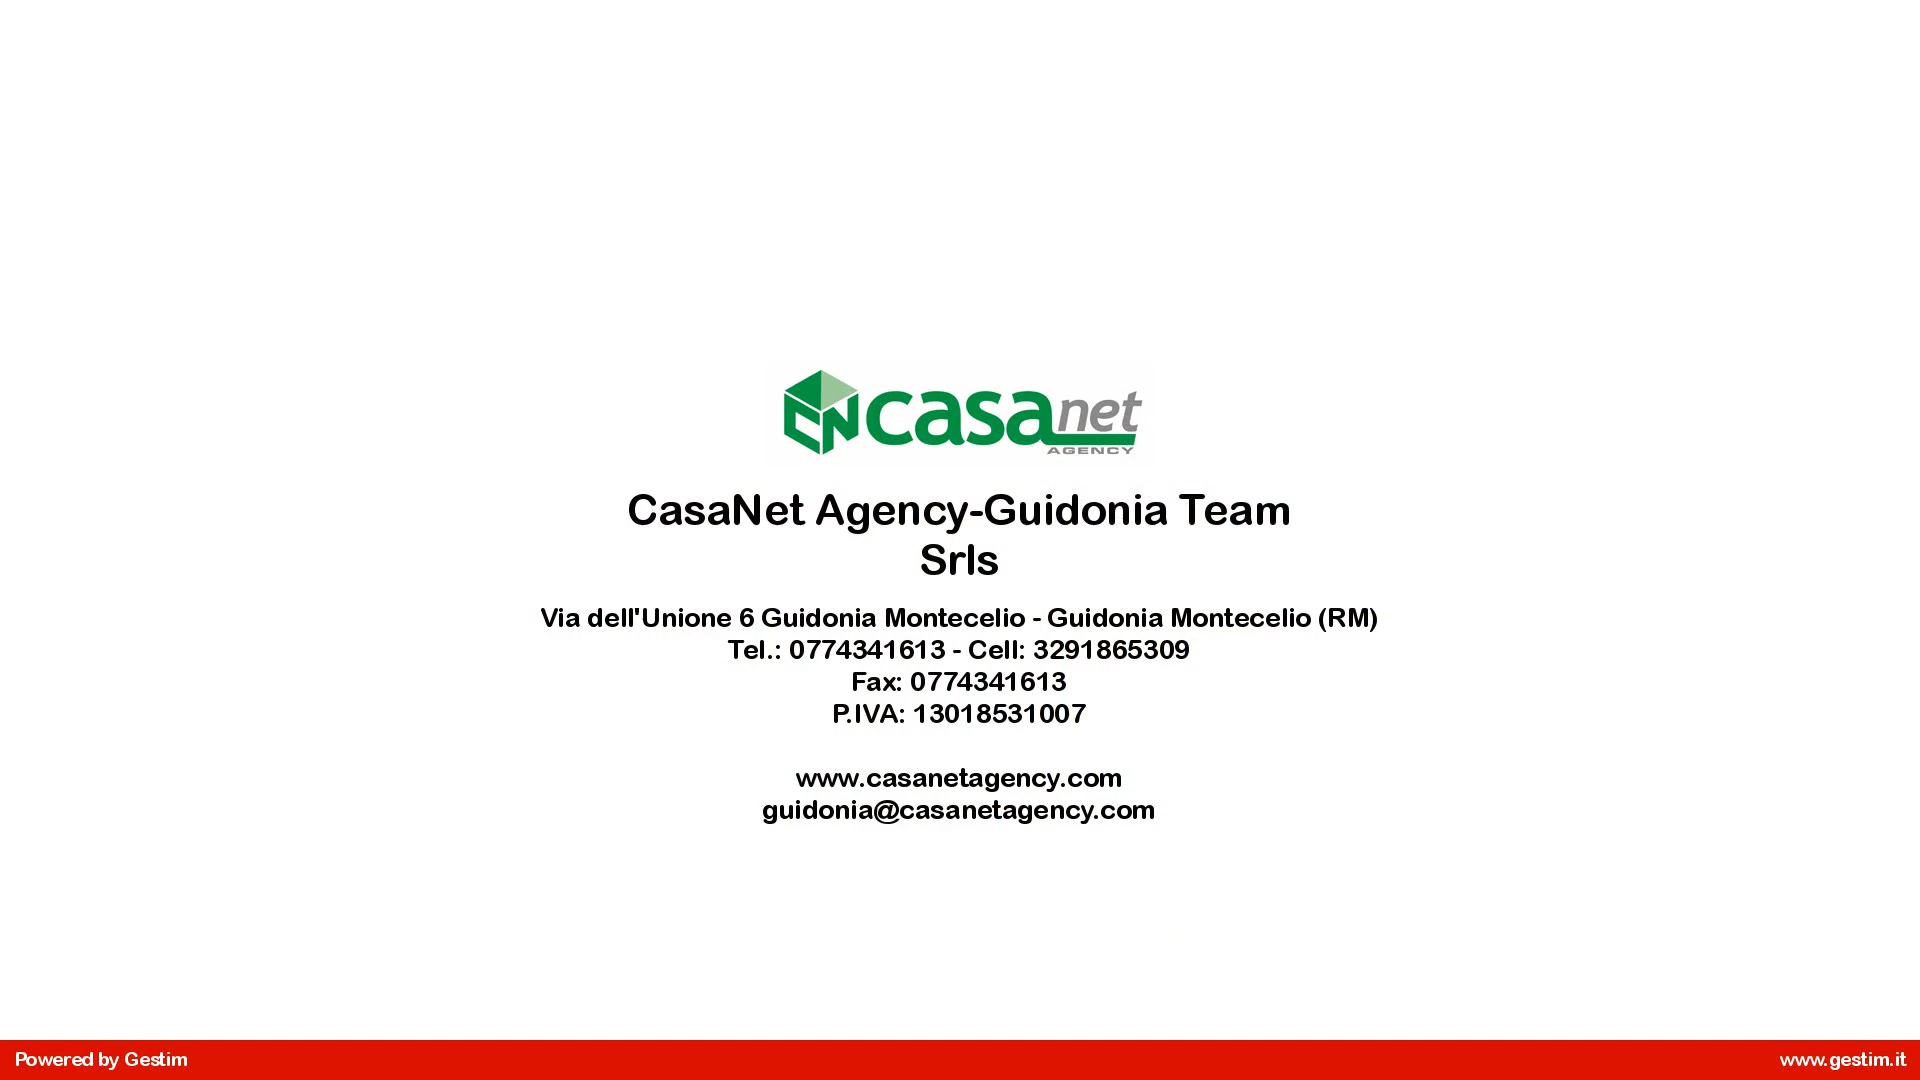 CN casanet
AGENCY
CasaNet Agency-Guidonia Team
Srls
Via dell'Unione 6 Guidonia Montecelio - Guidonia Montecelio (RM)
Tel.: 0774341613 - Cell: 3291865309
Fax: 0774341613
P.IVA: 13018531007
www.casanetagency.com
guidonia@casanetagency.com
Powered by Gestim
www.gestim.it